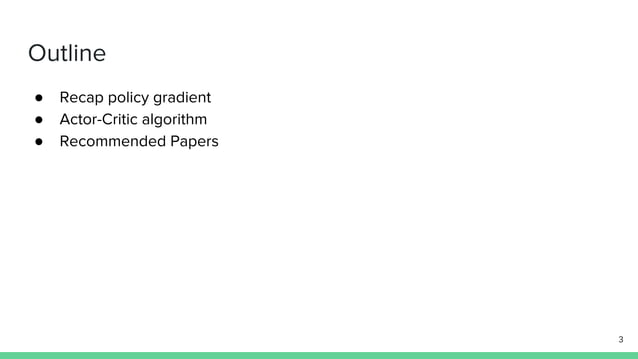 Outline
● Recap policy gradient
● Actor-Critic algorithm
● Recommended Papers
3